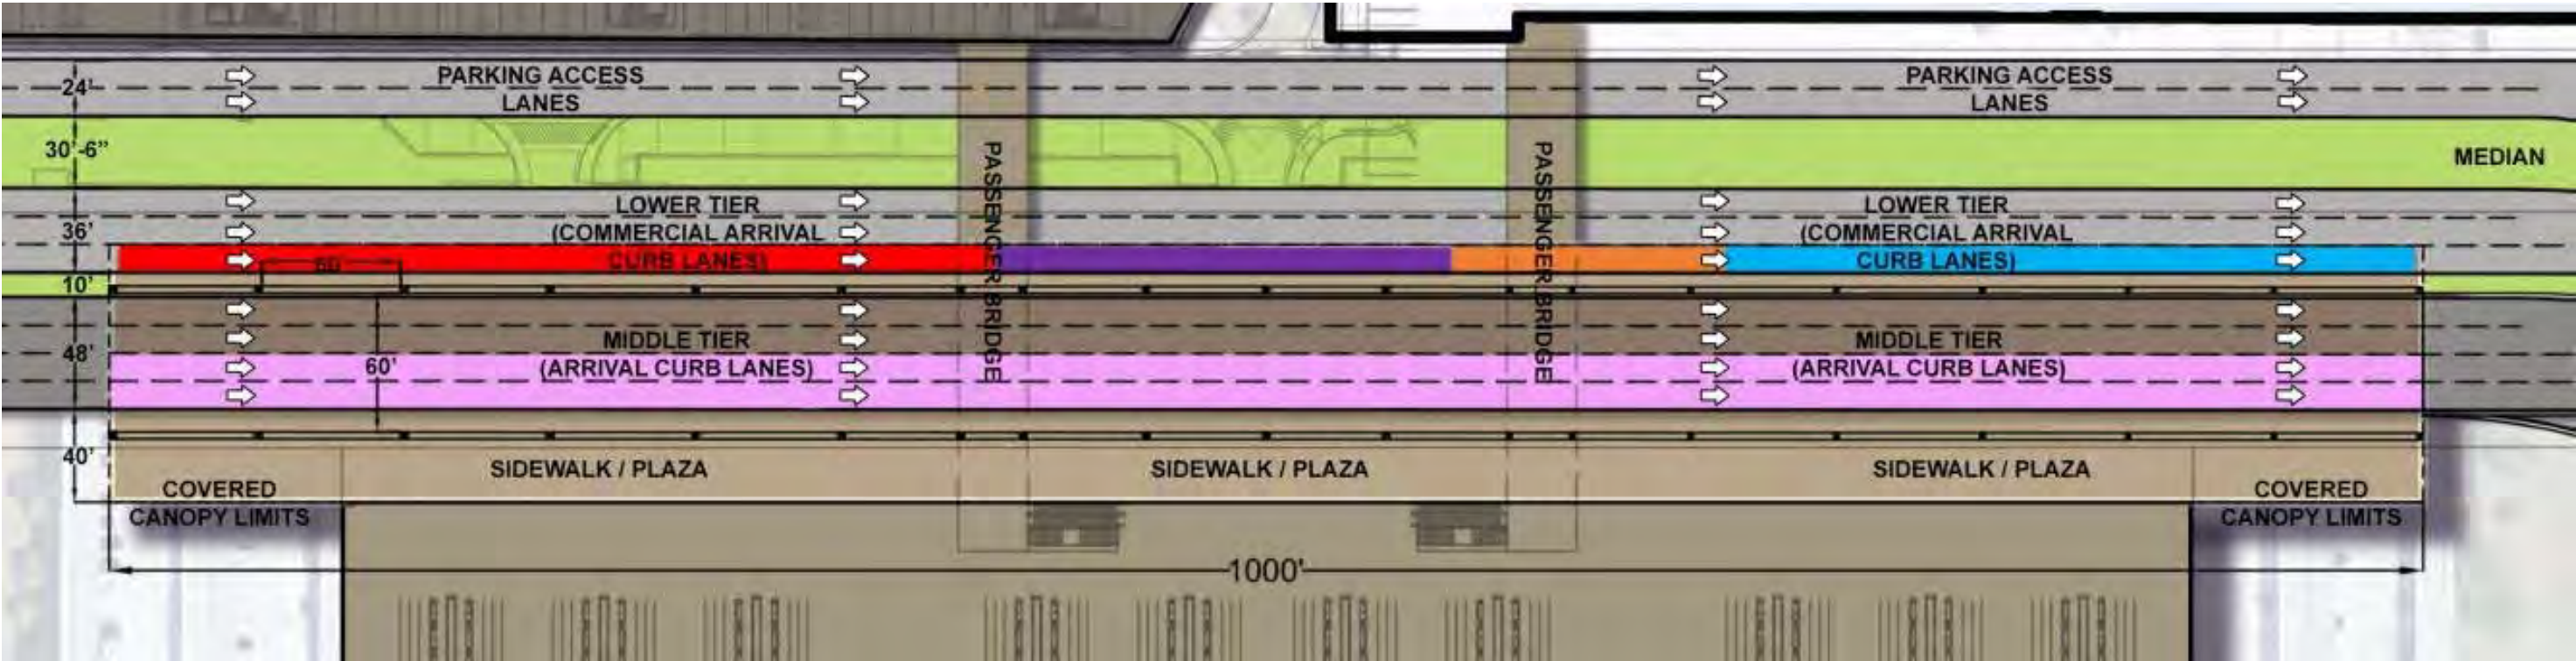 24'
PARKING ACCESS
LANES
PARKING ACCESS
LANES
30'-6"
MEDIAN
PASSENGER BRIDGE
PASSENGER BRIDGE
36'
LOWER TIER
(COMMERCIAL ARRIVAL
CURB LANES)
LOWER TIER
(COMMERCIAL ARRIVAL
CURB LANES)
60'
10'
48'
60'
MIDDLE TIER
(ARRIVAL CURB LANES)
MIDDLE TIER
(ARRIVAL CURB LANES)
40'
SIDEWALK / PLAZA
SIDEWALK / PLAZA
SIDEWALK / PLAZA
COVERED
CANOPY LIMITS
COVERED
CANOPY LIMITS
1000'